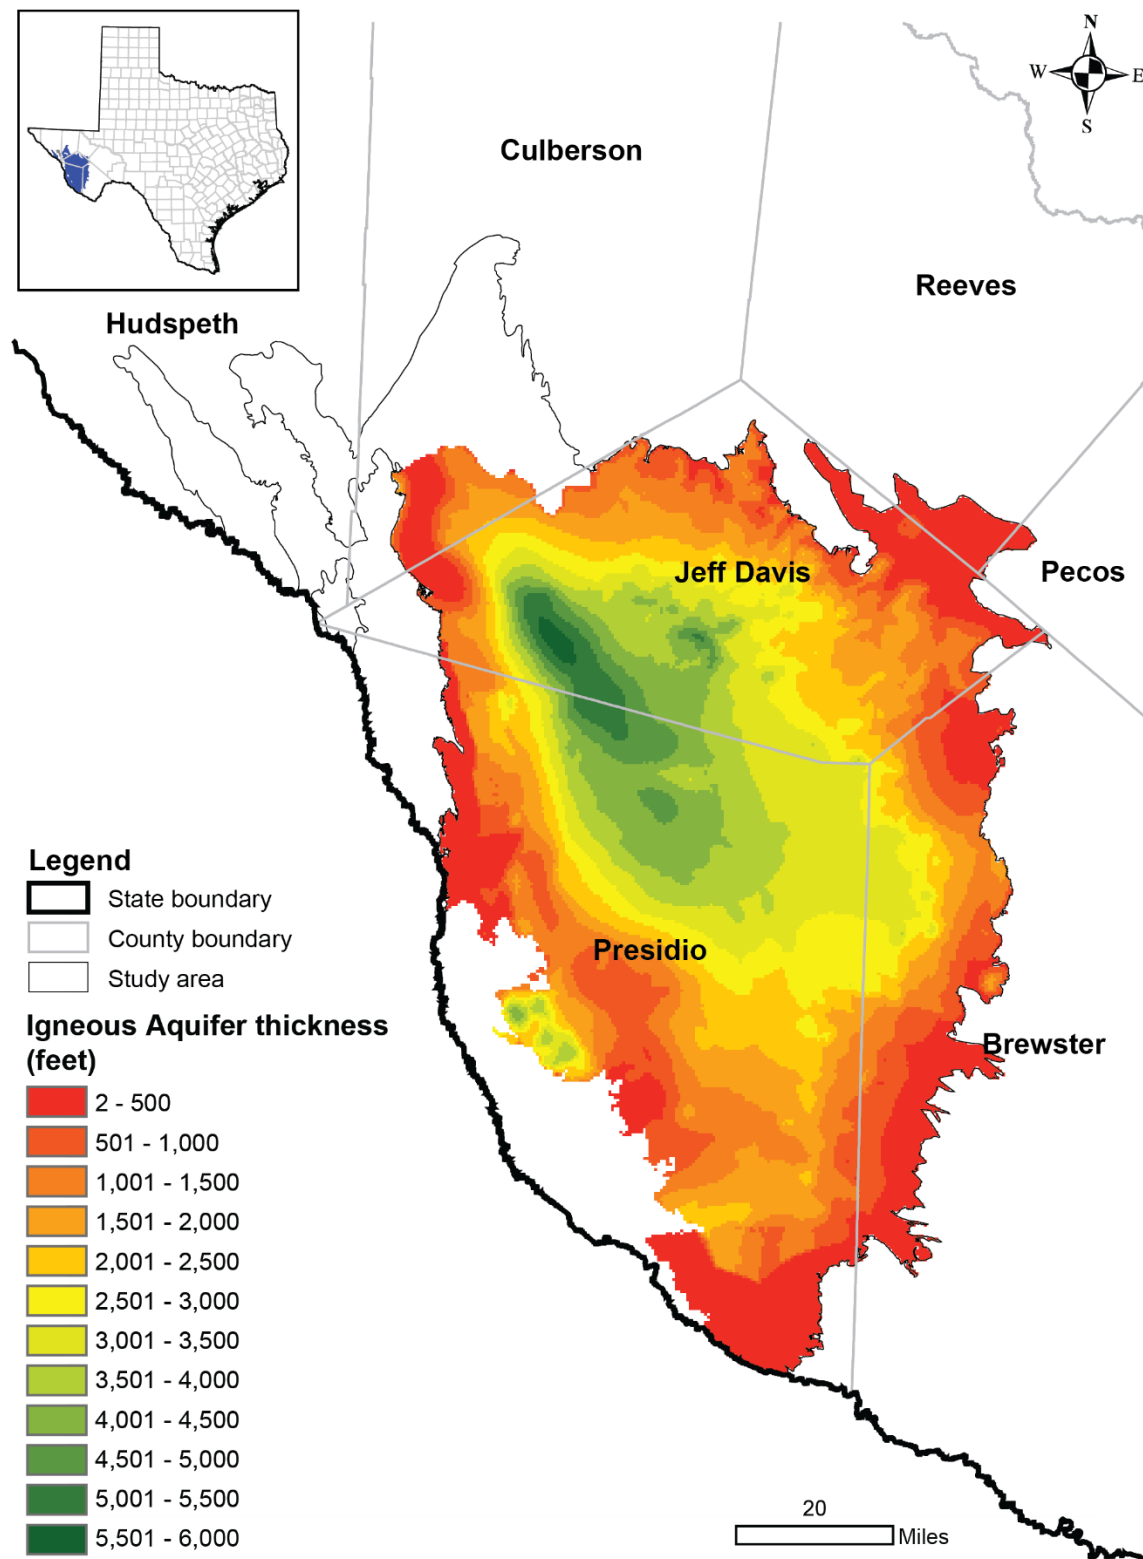 N
W
E
S
Culberson
Reeves
Hudspeth
Jeff Davis
Pecos
Presidio
Brewster
Legend
State boundary
County boundary
Study area
Igneous Aquifer thickness
(feet)
2 - 500
501 - 1,000
1,001 - 1,500
1,501 - 2,000
2,001 - 2,500
2,501 - 3,000
3,001 - 3,500
3,501 - 4,000
4,001 - 4,500
4,501 - 5,000
5,001 - 5,500
5,501 - 6,000
20
Miles